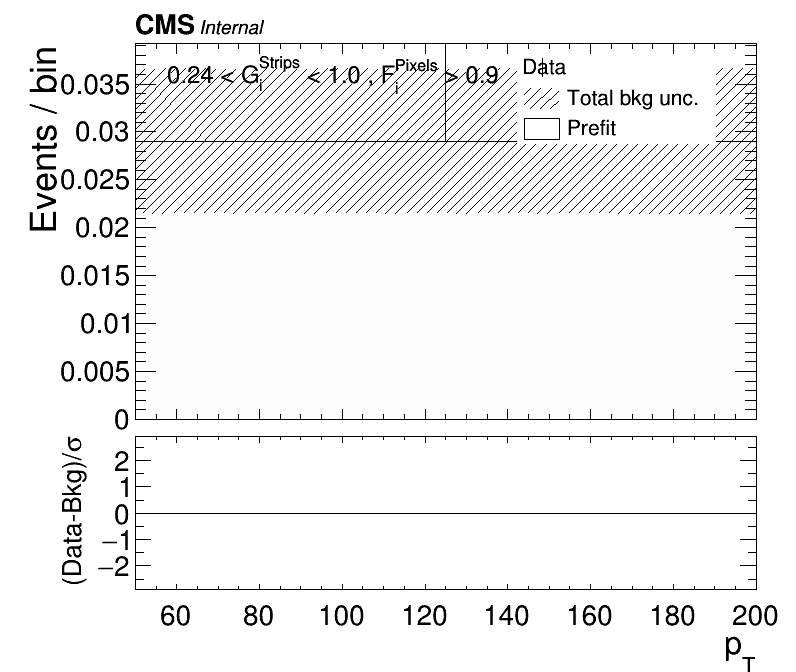 CMS Internal
Events / bin
0.24 < G_i^Strips < 1.0 , F_i^Pixels > 0.9
Data
Total bkg unc.
Prefit
0.035
0.03
0.025
0.02
0.015
0.01
0.005
0
(Data-Bkg)/σ
2
1
0
−1
−2
60 80 100 120 140 160 180 200
p_T